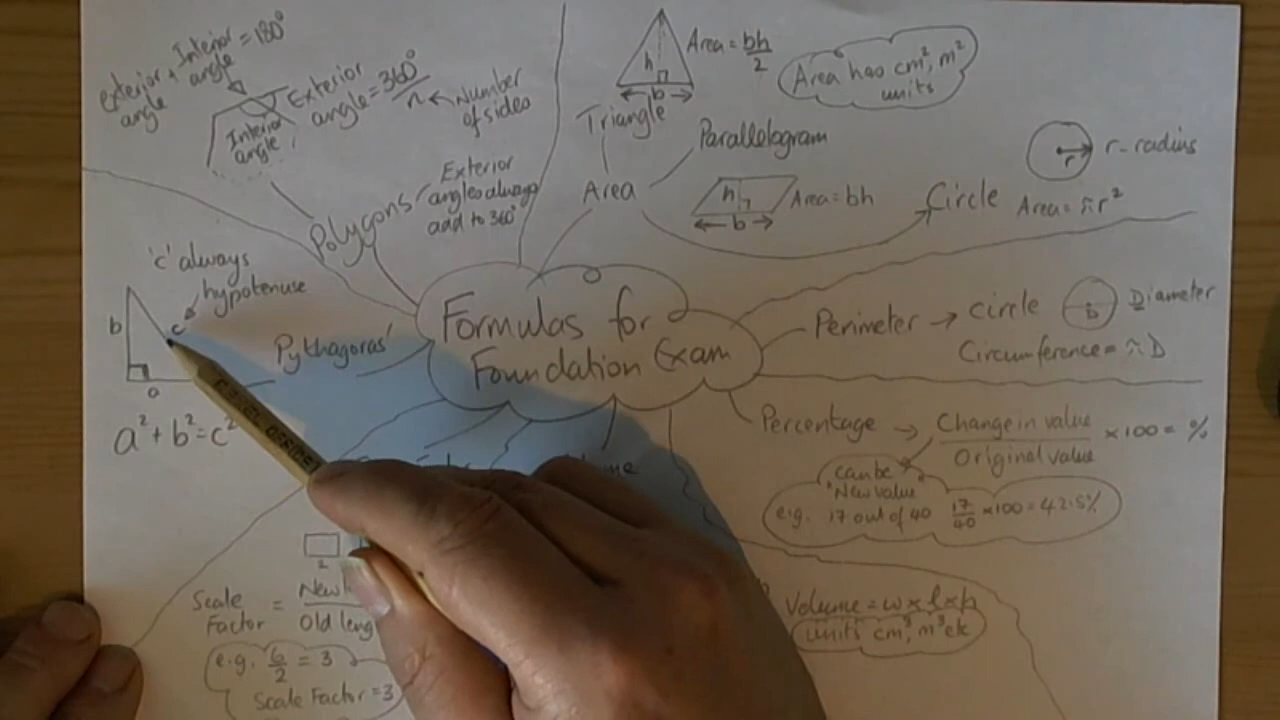 exterior + Interior = 180°
angle angle
Interior
angle
Exterior
angle = 360°
n ← Number
of sides
Polygons
Exterior
angles always
add to 360°
h
b
Triangle
Area = bh
2
Area has cm², m²
units
Area
Parallelogram
h
b
Area = bh
Circle
r
r - radius
Area = πr²
'c' always
hypotenuse
b
c
a
a² + b² = c²
Pythagoras'
Formulas for
Foundation Exam
Perimeter → Circle
D
Diameter
Circumference = πD
Percentage → Change in value × 100 = %
Original value
can be
"New value"
e.g. 17 out of 40 17 × 100 = 42.5%
40
2
Scale = New
Factor Old
e.g. 6 = 3
2
Scale Factor = 3
Volume = w × l × h
units cm³, m³ etc